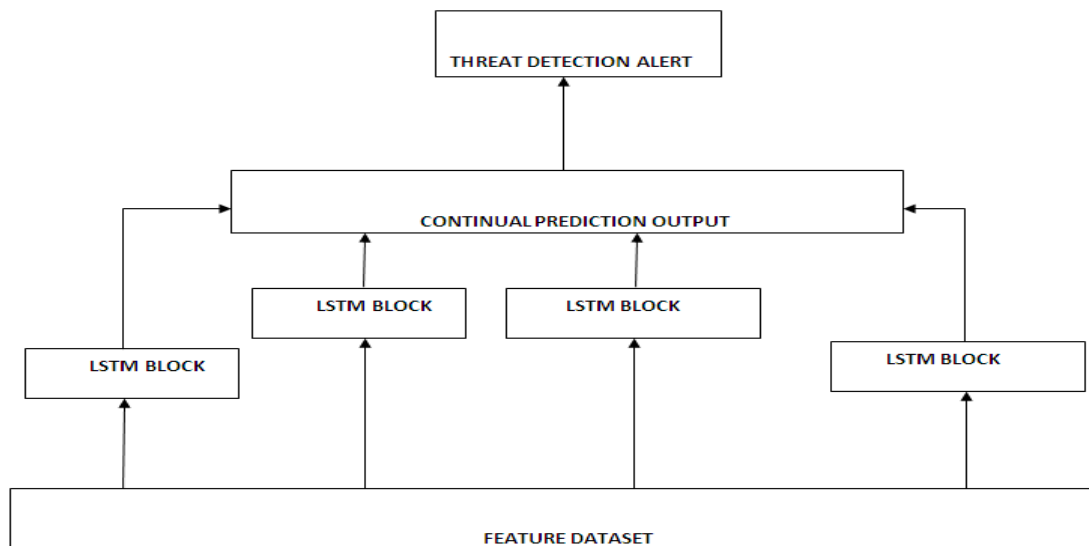 THREAT DETECTION ALERT
CONTINUAL PREDICTION OUTPUT
LSTM BLOCK
LSTM BLOCK
LSTM BLOCK
LSTM BLOCK
FEATURE DATASET